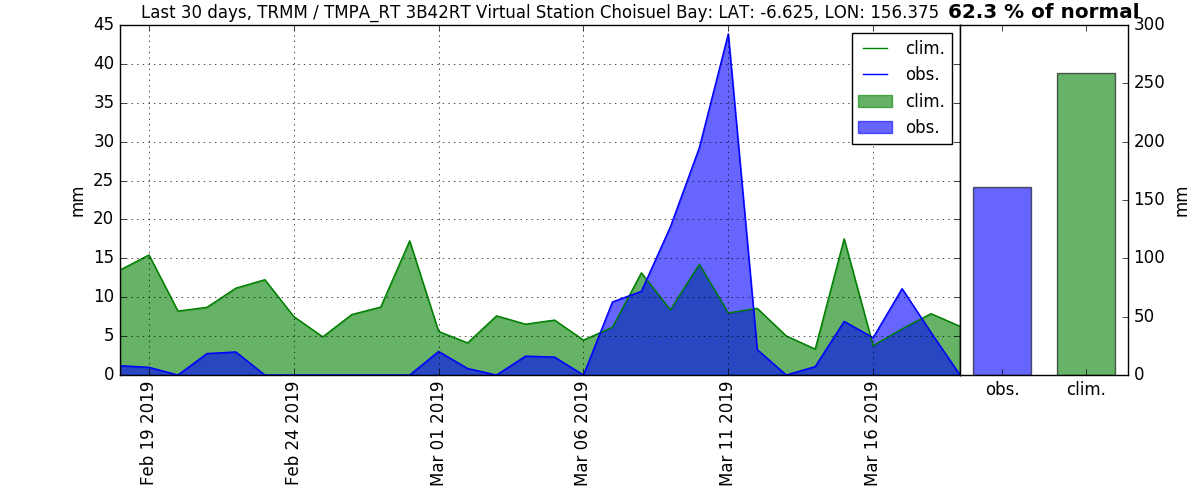 Last 30 days, TRMM / TMPA_RT 3B42RT Virtual Station Choisuel Bay: LAT: -6.625, LON: 156.375 62.3 % of normal
45
40
35
30
25
20
15
10
5
0
mm
clim.
obs.
clim.
obs.
Feb 19 2019
Feb 24 2019
Mar 01 2019
Mar 06 2019
Mar 11 2019
Mar 16 2019
300
250
200
150
100
50
0
mm
obs. clim.